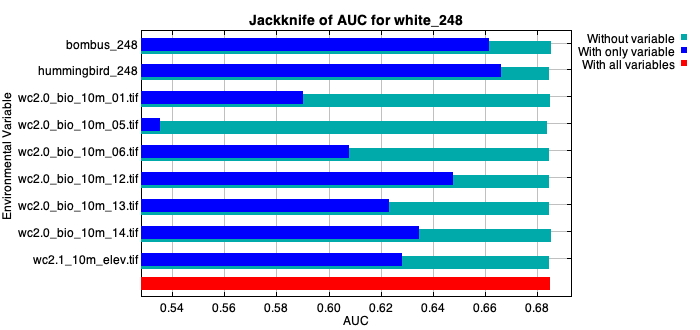 Jackknife of AUC for white_248
Without variable
With only variable
With all variables
Environmental Variable
bombus_248
hummingbird_248
wc2.0_bio_10m_01.tif
wc2.0_bio_10m_05.tif
wc2.0_bio_10m_06.tif
wc2.0_bio_10m_12.tif
wc2.0_bio_10m_13.tif
wc2.0_bio_10m_14.tif
wc2.1_10m_elev.tif
0.54 0.56 0.58 0.60 0.62 0.64 0.66 0.68
AUC